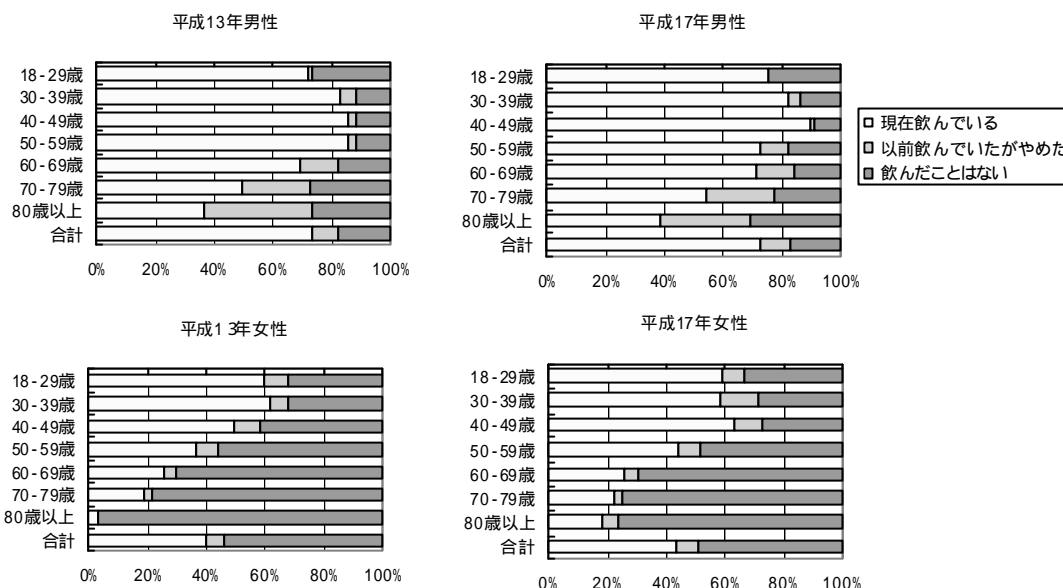 平成13年男性
18-29歳
30-39歳
40-49歳
50-59歳
60-69歳
70-79歳
80歳以上
合計
0% 20% 40% 60% 80% 100%
平成17年男性
18-29歳
30-39歳
40-49歳
50-59歳
60-69歳
70-79歳
80歳以上
合計
0% 20% 40% 60% 80% 100%
現在飲んでいる
以前飲んでいたがやめた
飲んだことはない
平成13年女性
18-29歳
30-39歳
40-49歳
50-59歳
60-69歳
70-79歳
80歳以上
合計
0% 20% 40% 60% 80% 100%
平成17年女性
18-29歳
30-39歳
40-49歳
50-59歳
60-69歳
70-79歳
80歳以上
合計
0% 20% 40% 60% 80% 100%